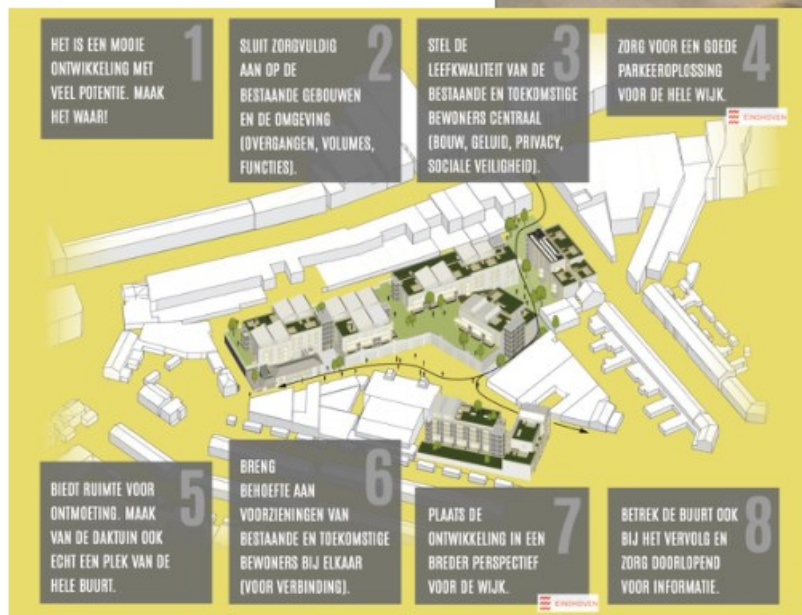 HET IS EEN MOOIE
ONTWIKKELING MET
VEEL POTENTIE. MAAK
HET WAAR!
1
SLUIT ZORGVULDIG
AAN OP DE
BESTAANDE GEBOUWEN
EN DE OMGEVING
(OVERGANGEN, VOLUMES,
FUNCTIES).
2
STEL DE
LEEFKWALITEIT VAN DE
BESTAANDE EN TOEKOMSTIGE
BEWONERS CENTRAAL
(BOUW, GELUID, PRIVACY,
SOCIALE VEILIGHEID).
3
ZORG VOOR EEN GOEDE
PARKEEROPLOSSING
VOOR DE HELE WIJK.
4
EINDHOVEN
BIEDT RUIMTE VOOR
ONTMOETING. MAAK
VAN DE DAKTUIN OOK
ECHT EEN PLEK VAN DE
HELE BUURT.
5
BRENG
BEHOEFTE AAN
VOORZIENINGEN VAN
BESTAANDE EN TOEKOMSTIGE
BEWONERS BIJ ELKAAR
(VOOR VERBINDING).
6
PLAATS DE
ONTWIKKELING IN EEN
BREDER PERSPECTIEF
VOOR DE WIJK.
7
EINDHOVEN
BETREK DE BUURT OOK
BIJ HET VERVOLG EN
ZORG DOORLOPEND
VOOR INFORMATIE.
8